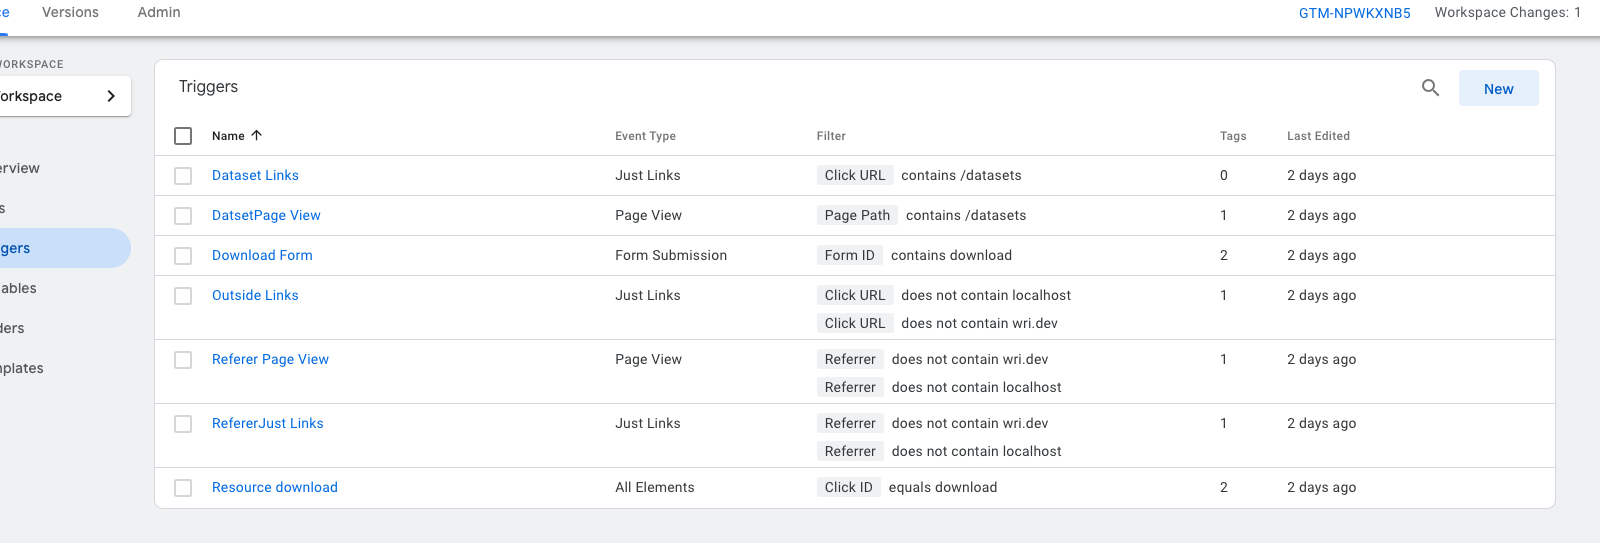 ce Versions Admin GTM-NPWKXNB5 Workspace Changes: 1
WORKSPACE
orkspace
erview
s
gers
ables
ders
nplates
Triggers New
Name Event Type Filter Tags Last Edited
Dataset Links Just Links Click URL contains /datasets 0 2 days ago
DatsetPage View Page View Page Path contains /datasets 1 2 days ago
Download Form Form Submission Form ID contains download 2 2 days ago
Outside Links Just Links Click URL does not contain localhost 1 2 days ago
Click URL does not contain wri.dev
Referer Page View Page View Referrer does not contain wri.dev 1 2 days ago
Referrer does not contain localhost
RefererJust Links Just Links Referrer does not contain wri.dev 1 2 days ago
Referrer does not contain localhost
Resource download All Elements Click ID equals download 2 2 days ago